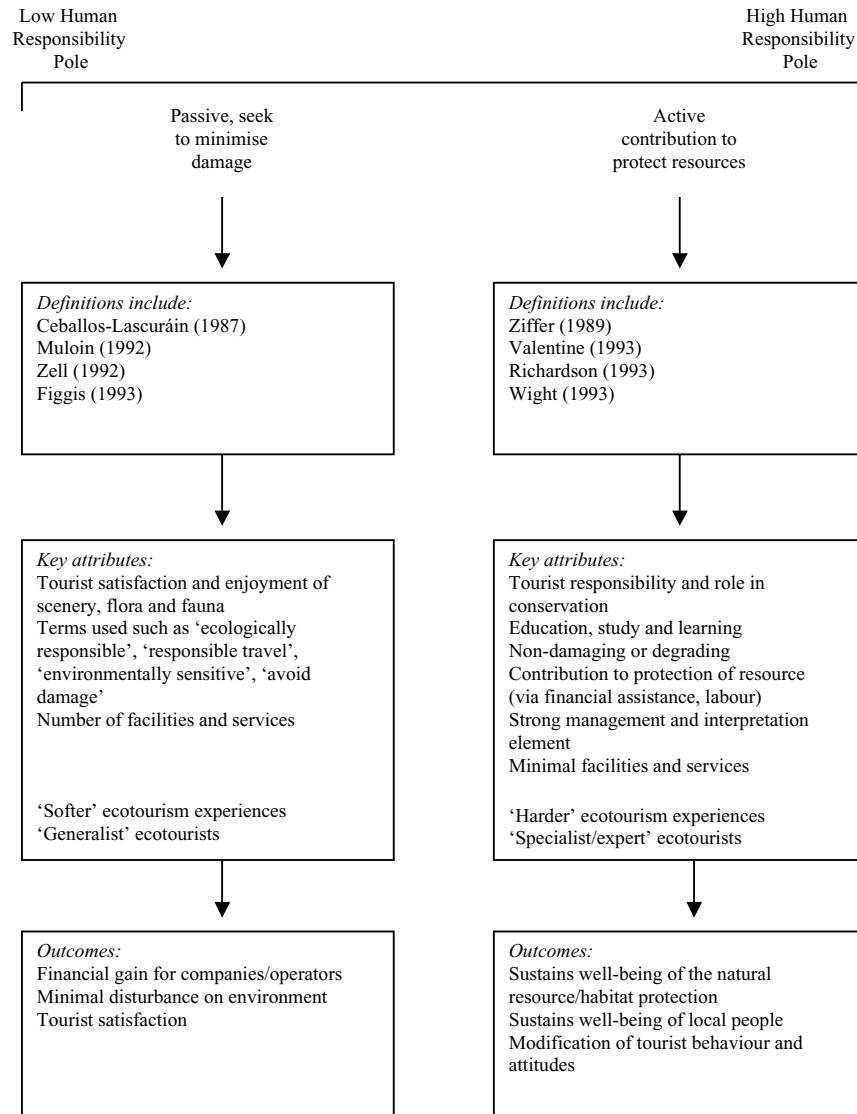 Low Human
Responsibility
Pole
High Human
Responsibility
Pole
Passive, seek
to minimise
damage
Active
contribution to
protect resources
Definitions include:
Ceballos-Lascuráin (1987)
Muloin (1992)
Zell (1992)
Figgis (1993)
Definitions include:
Ziffer (1989)
Valentine (1993)
Richardson (1993)
Wight (1993)
Key attributes:
Tourist satisfaction and enjoyment of
scenery, flora and fauna
Terms used such as ‘ecologically
responsible’, ‘responsible travel’,
‘environmentally sensitive’, ‘avoid
damage’
Number of facilities and services
‘Softer’ ecotourism experiences
‘Generalist’ ecotourists
Key attributes:
Tourist responsibility and role in
conservation
Education, study and learning
Non-damaging or degrading
Contribution to protection of resource
(via financial assistance, labour)
Strong management and interpretation
element
Minimal facilities and services
‘Harder’ ecotourism experiences
‘Specialist/expert’ ecotourists
Outcomes:
Financial gain for companies/operators
Minimal disturbance on environment
Tourist satisfaction
Outcomes:
Sustains well-being of the natural
resource/habitat protection
Sustains well-being of local people
Modification of tourist behaviour and
attitudes